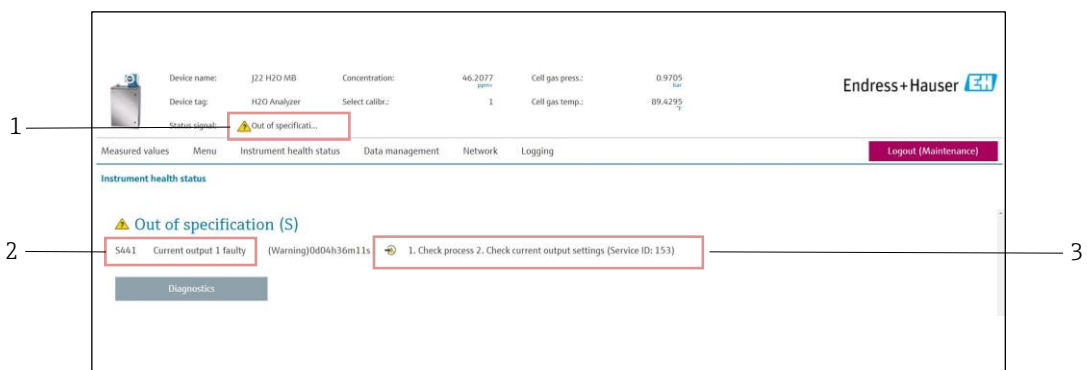 Device name: J22 H2O MB Concentration: 46.2077 ppmv Cell gas press.: 0.9705 bar
Endress+Hauser EH
Device tag: H2O Analyzer Select calibr.: 1 Cell gas temp.: 89.4295 °F
1
Status signal: Out of specificati...
Measured values Menu Instrument health status Data management Network Logging Logout (Maintenance)
Instrument health status
Out of specification (S)
2 S441 Current output 1 faulty (Warning)0d04h36m11s 1. Check process 2. Check current output settings (Service ID: 153) 3
Diagnostics